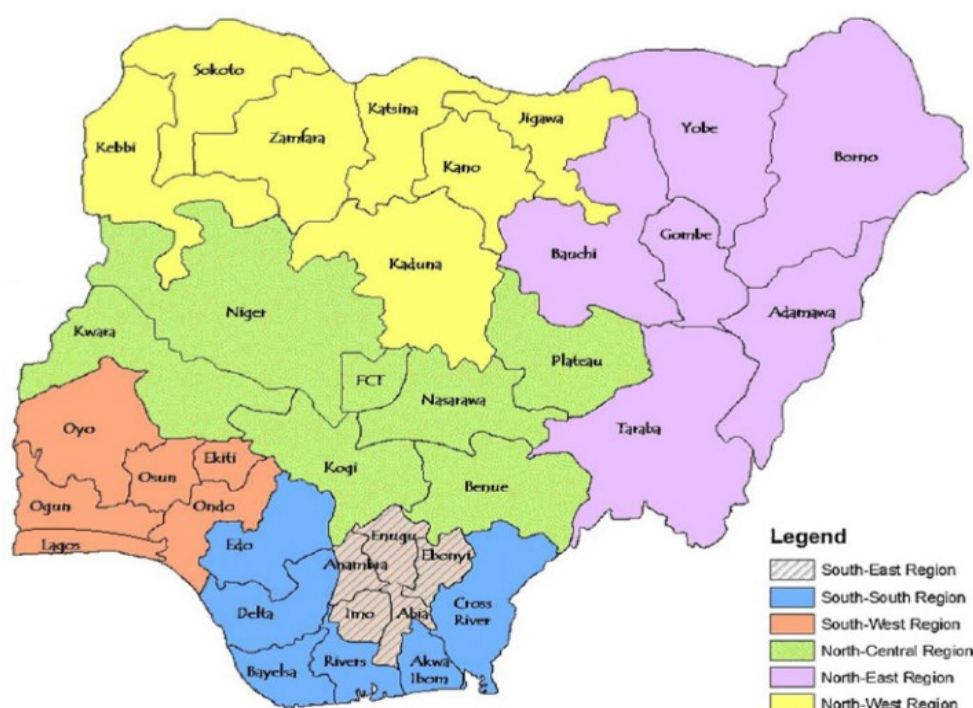 Sokoto
Katsina
Jigawa
Yobe
Borno
Kebbi
Zamfara
Kano
Gombe
Bauchi
Kaduna
Adamawa
Niger
Kwara
Plateau
FCT
Nasarawa
Taraba
Oyo
Ekiti
Osun
Kogi
Benue
Ogun
Ondo
Lagos
Edo
Enugu
Ebonyi
Anambra
Delta
Imo
Abia
Cross
River
Bayelsa
Rivers
Akwa
Ibom
Legend
South-East Region
South-South Region
South-West Region
North-Central Region
North-East Region
North-West Region